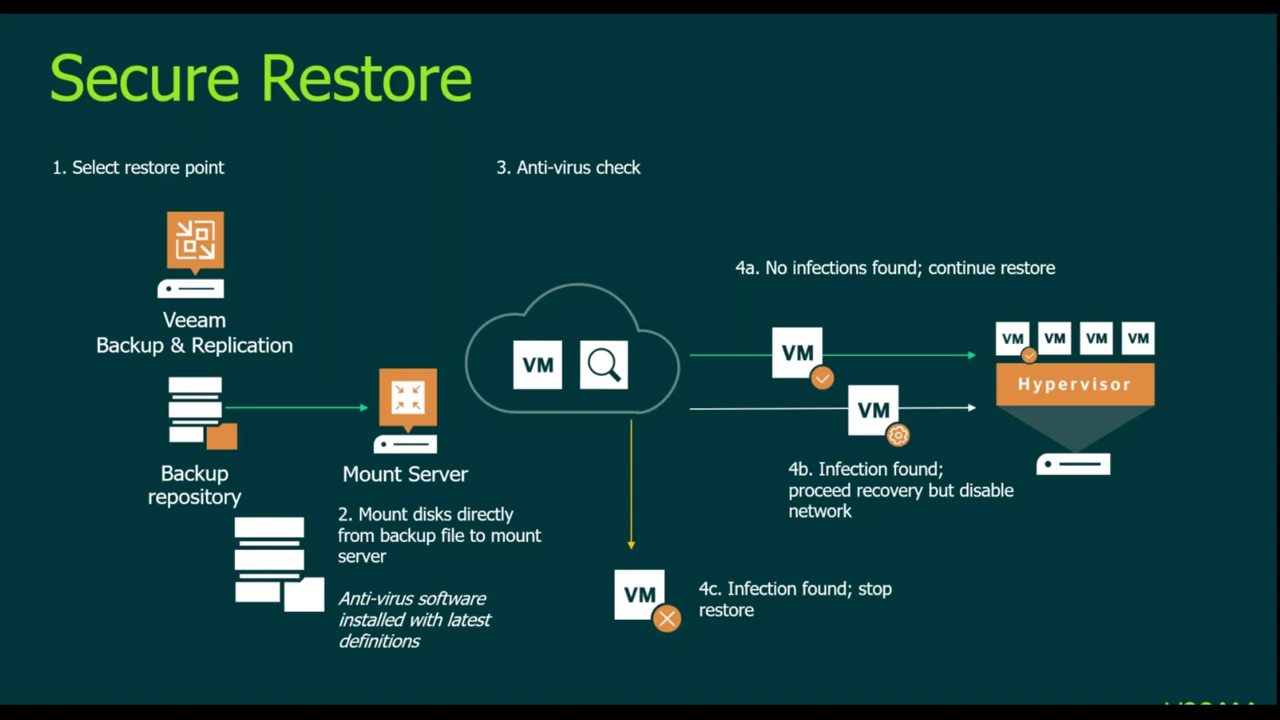 Secure Restore
1. Select restore point
3. Anti-virus check
Veeam
Backup & Replication
Backup
repository
Mount Server
2. Mount disks directly
from backup file to mount
server
Anti-virus software
installed with latest
definitions
VM
4a. No infections found; continue restore
VM
VM
4b. Infection found;
proceed recovery but disable
network
VM VM VM VM
Hypervisor
VM
4c. Infection found; stop
restore